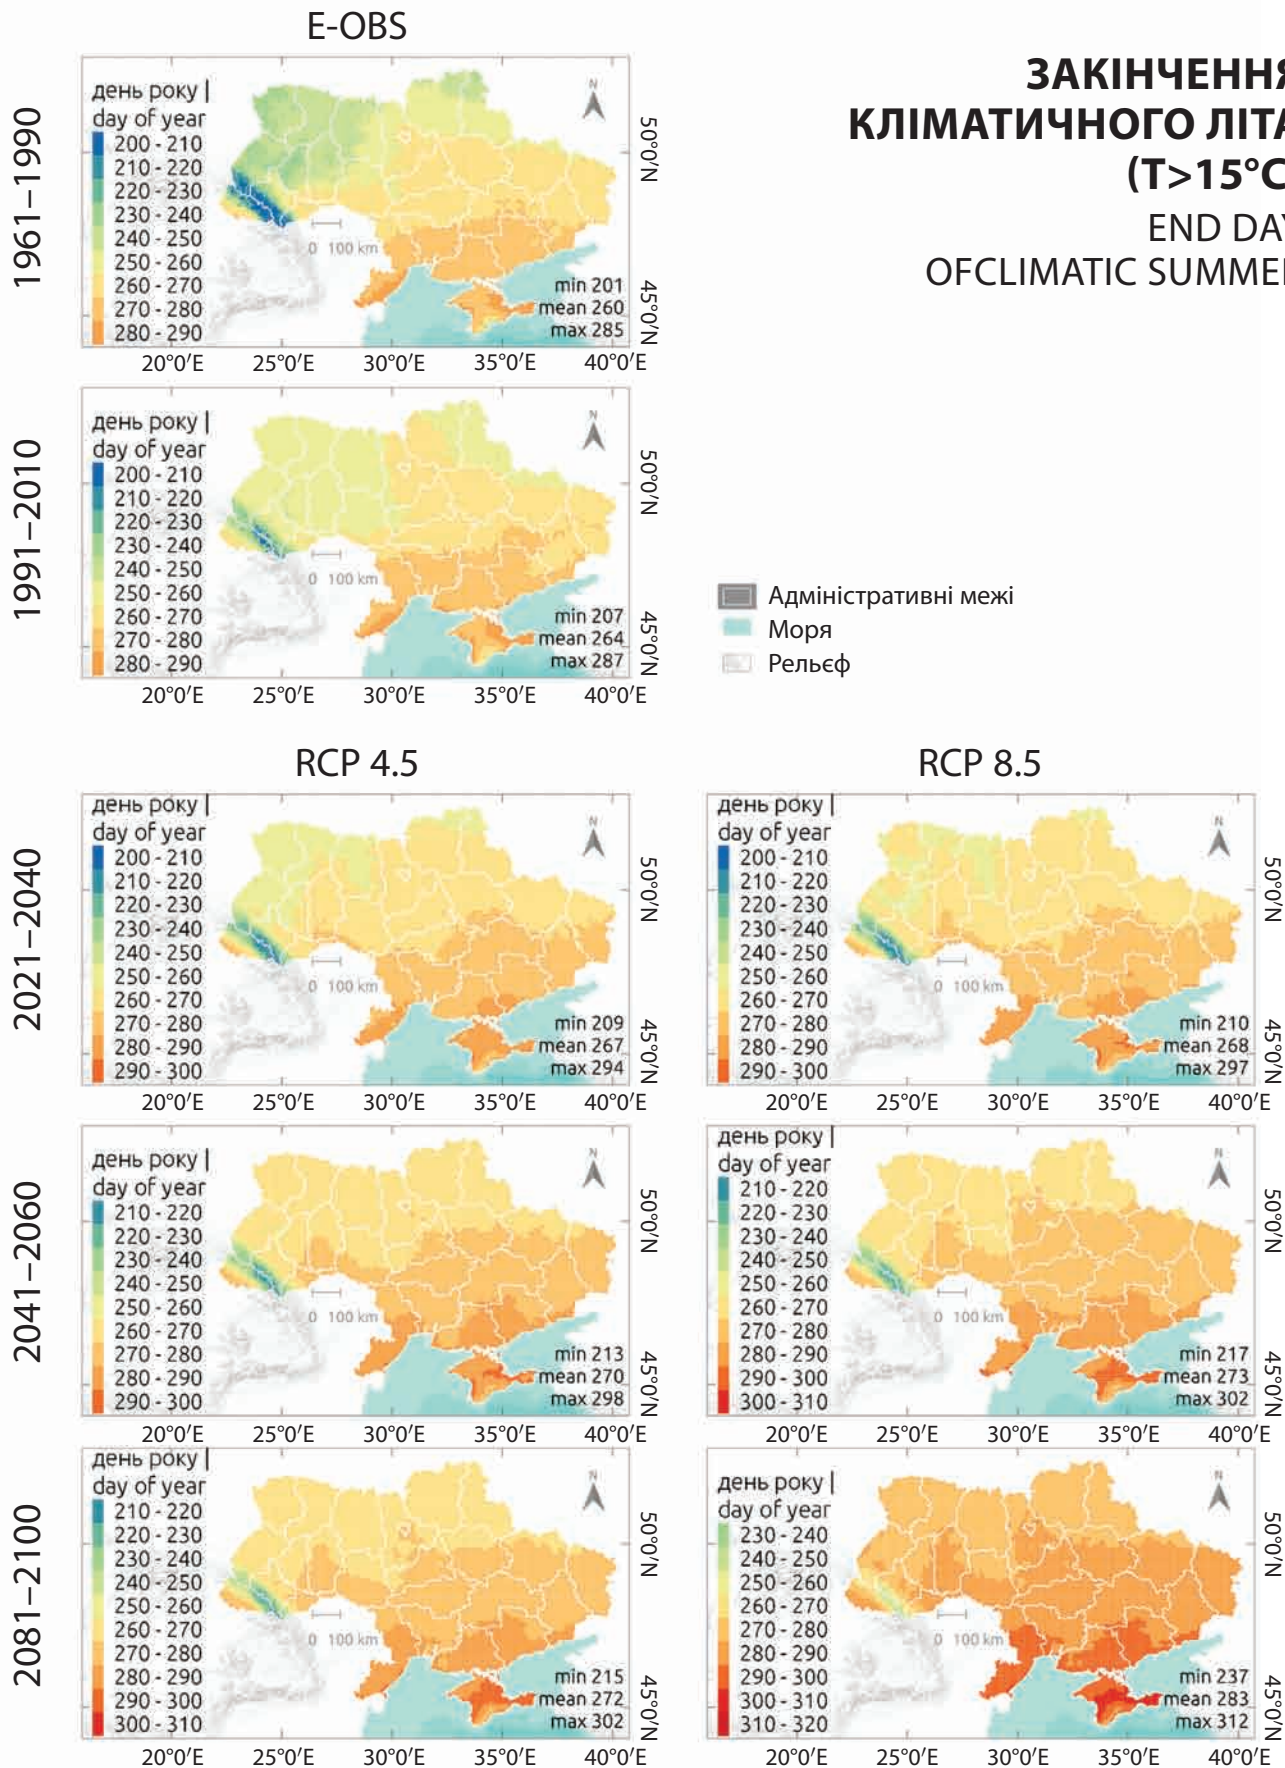 E-OBS
ЗАКІНЧЕННЯ
КЛІМАТИЧНОГО ЛІТА
(T>15°C
END DAY
OFCLIMATIC SUMMER
1961–1990
день року |
day of year
200 - 210
210 - 220
220 - 230
230 - 240
240 - 250
250 - 260
260 - 270
270 - 280
280 - 290
N
0 100 km
min 201
mean 260
max 285
50°0'N
45°0'N
20°0'E 25°0'E 30°0'E 35°0'E 40°0'E
1991–2010
день року |
day of year
200 - 210
210 - 220
220 - 230
230 - 240
240 - 250
250 - 260
260 - 270
270 - 280
280 - 290
N
0 100 km
min 207
mean 264
max 287
50°0'N
45°0'N
20°0'E 25°0'E 30°0'E 35°0'E 40°0'E
Адміністративні межі
Моря
Рельєф
RCP 4.5
RCP 8.5
2021–2040
день року |
day of year
200 - 210
210 - 220
220 - 230
230 - 240
240 - 250
250 - 260
260 - 270
270 - 280
280 - 290
290 - 300
N
0 100 km
min 209
mean 267
max 294
50°0'N
45°0'N
20°0'E 25°0'E 30°0'E 35°0'E 40°0'E
день року |
day of year
200 - 210
210 - 220
220 - 230
230 - 240
240 - 250
250 - 260
260 - 270
270 - 280
280 - 290
290 - 300
N
0 100 km
min 210
mean 268
max 297
50°0'N
45°0'N
20°0'E 25°0'E 30°0'E 35°0'E 40°0'E
2041–2060
день року |
day of year
210 - 220
220 - 230
230 - 240
240 - 250
250 - 260
260 - 270
270 - 280
280 - 290
290 - 300
N
0 100 km
min 213
mean 270
max 298
50°0'N
45°0'N
20°0'E 25°0'E 30°0'E 35°0'E 40°0'E
день року |
day of year
210 - 220
220 - 230
230 - 240
240 - 250
250 - 260
260 - 270
270 - 280
280 - 290
290 - 300
300 - 310
N
0 100 km
min 217
mean 273
max 302
50°0'N
45°0'N
20°0'E 25°0'E 30°0'E 35°0'E 40°0'E
2081–2100
день року |
day of year
210 - 220
220 - 230
230 - 240
240 - 250
250 - 260
260 - 270
270 - 280
280 - 290
290 - 300
300 - 310
N
0 100 km
min 215
mean 272
max 302
50°0'N
45°0'N
20°0'E 25°0'E 30°0'E 35°0'E 40°0'E
день року |
day of year
230 - 240
240 - 250
250 - 260
260 - 270
270 - 280
280 - 290
290 - 300
300 - 310
310 - 320
N
0 100 km
min 237
mean 283
max 312
50°0'N
45°0'N
20°0'E 25°0'E 30°0'E 35°0'E 40°0'E